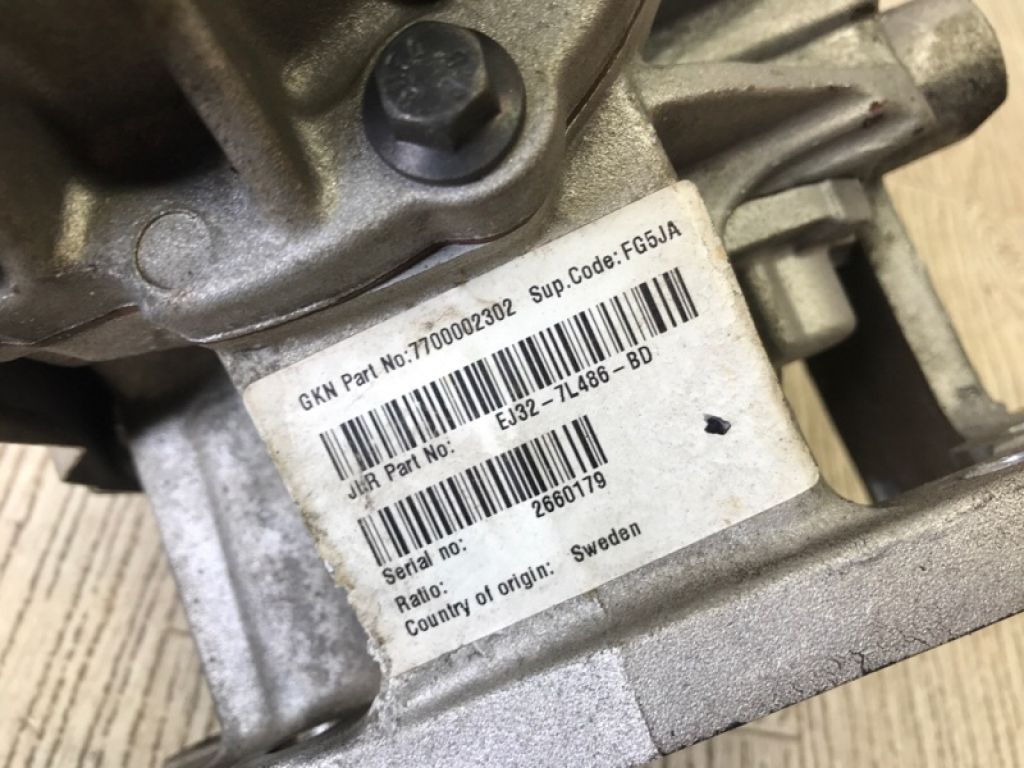 GKN Part No:7700002302 Sup.Code:FG5JA
Part No: EJ32-7L486-BD
Serial no: 2660179
Ratio:
Country of origin: Sweden